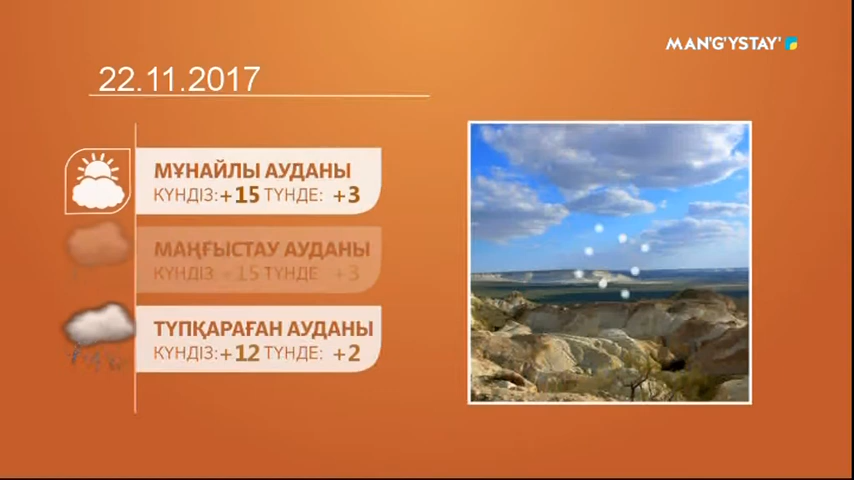 MAN'G'YSTAY'
22.11.2017
МҰНАЙЛЫ АУДАНЫ
КҮНДІЗ:+15 ТҮНДЕ: +3
МАҢҒЫСТАУ АУДАНЫ
КҮНДІЗ +15 ТҮНДЕ +3
ТҮПҚАРАҒАН АУДАНЫ
КҮНДІЗ:+12 ТҮНДЕ: +2